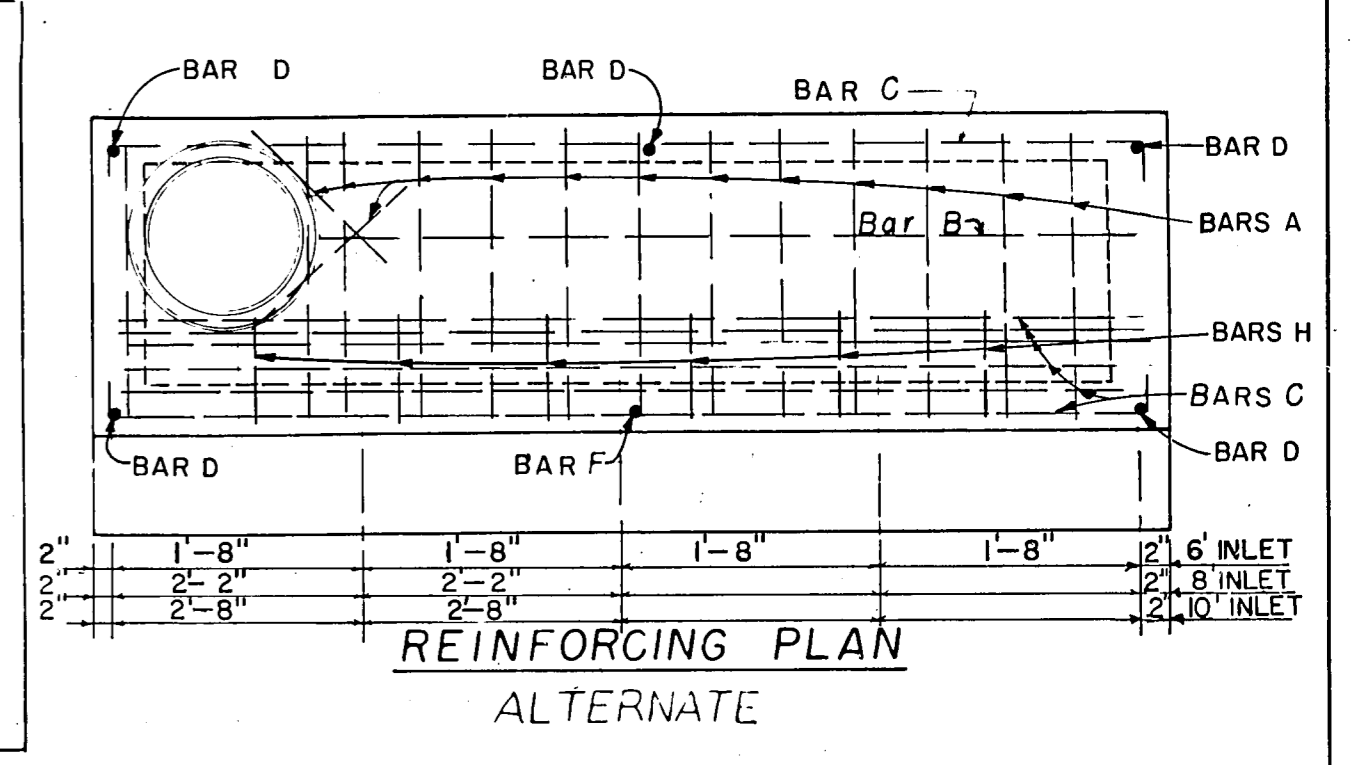 BAR D
BAR D
BAR C
BAR D
BARS A
Bar B
BARS H
BARS C
BAR D
BAR F
BAR D
2" 1'-8" 1'-8" 1'-8" 1'-8" 2" 6' INLET
2" 2'-2" 2'-2" 2" 8' INLET
2" 2'-8" 2'-8" 2" 10' INLET
REINFORCING PLAN
ALTERNATE